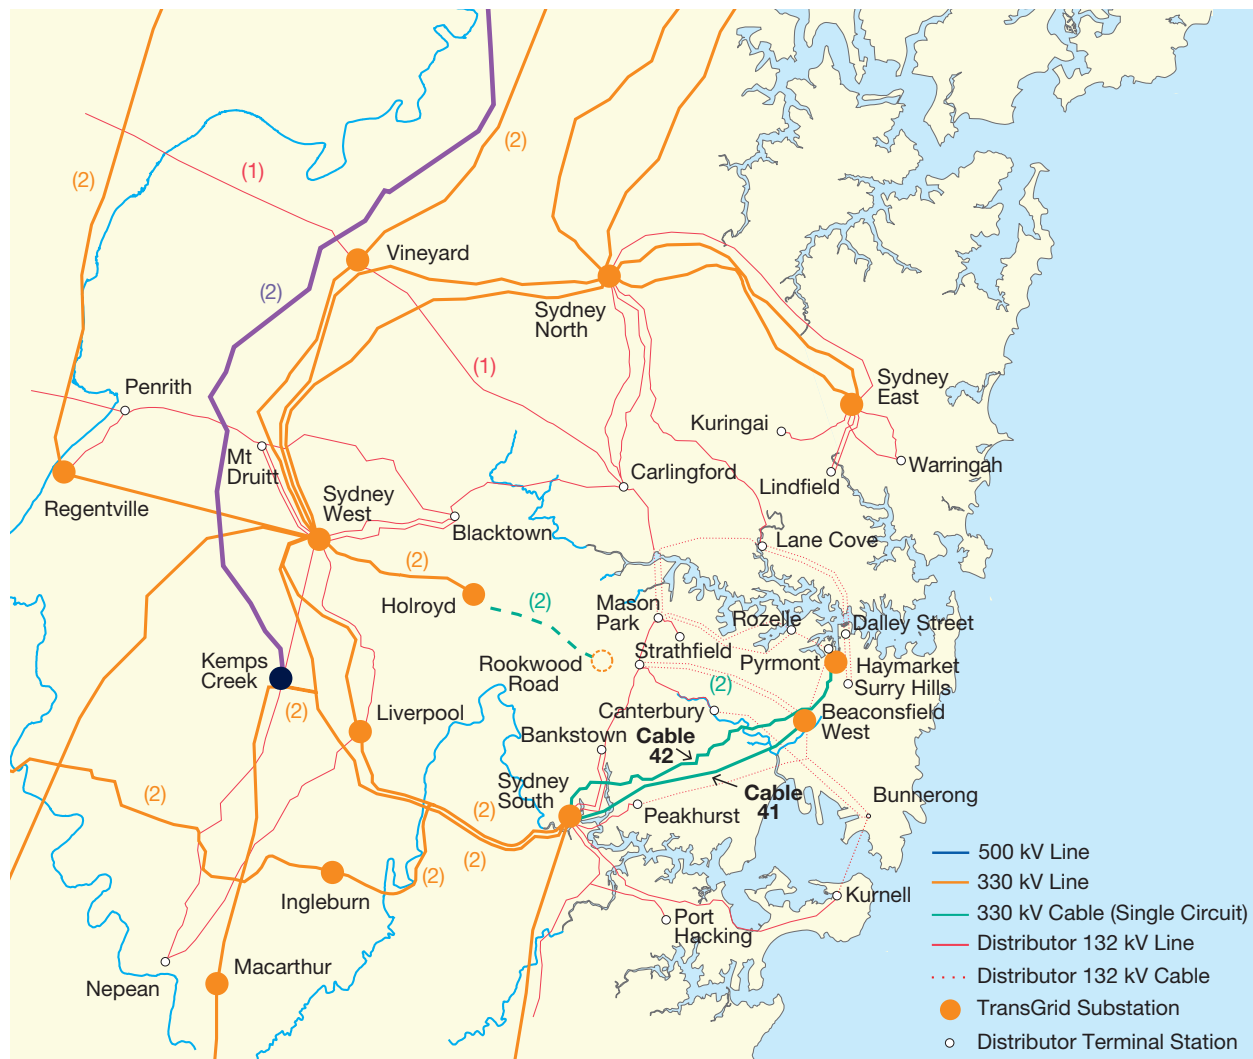 (2)
(2)
(1)
Vineyard
(2)
Sydney
North
(1)
Penrith
Sydney
East
Kuringai
Mt
Druitt
Warringah
Carlingford
Lindfield
Regentville
Sydney
West
Blacktown
Lane Cove
(2)
Holroyd
(2)
Mason
Park
Rozelle
Dalley Street
Strathfield
Pyrmont
Haymarket
Rookwood
Road
Kemps
Creek
Surry Hills
(2)
(2)
Liverpool
Canterbury
Beaconsfield
West
Bankstown
Cable
42
Sydney
South
(2)
(2)
Cable
41
Bunnerong
Peakhurst
(2)
(2)
Ingleburn
Kurnell
Port
Hacking
Macarthur
Nepean
500 kV Line
330 kV Line
330 kV Cable (Single Circuit)
Distributor 132 kV Line
Distributor 132 kV Cable
TransGrid Substation
Distributor Terminal Station